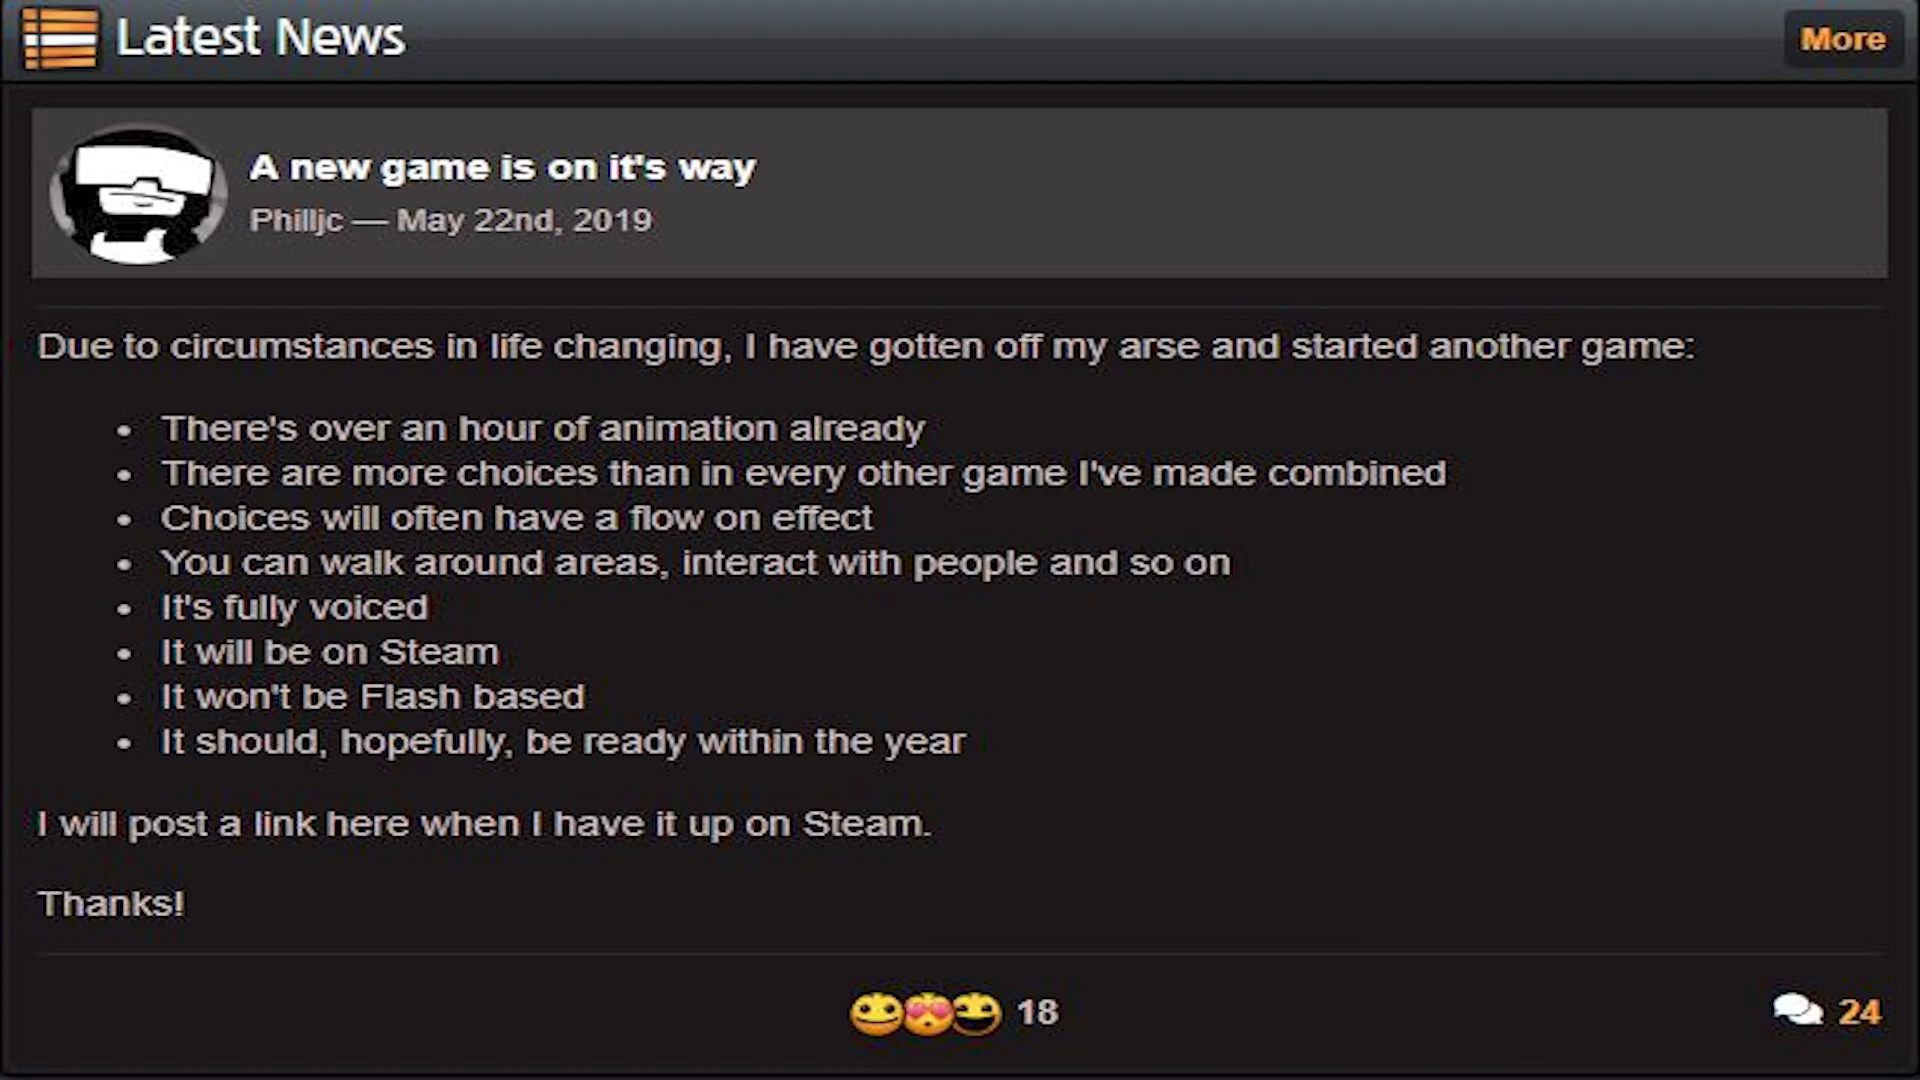 Latest News
More
A new game is on it's way
Philljc — May 22nd, 2019
Due to circumstances in life changing, I have gotten off my arse and started another game:
• There's over an hour of animation already
• There are more choices than in every other game I've made combined
• Choices will often have a flow on effect
• You can walk around areas, interact with people and so on
• It's fully voiced
• It will be on Steam
• It won't be Flash based
• It should, hopefully, be ready within the year
I will post a link here when I have it up on Steam.
Thanks!
18
24